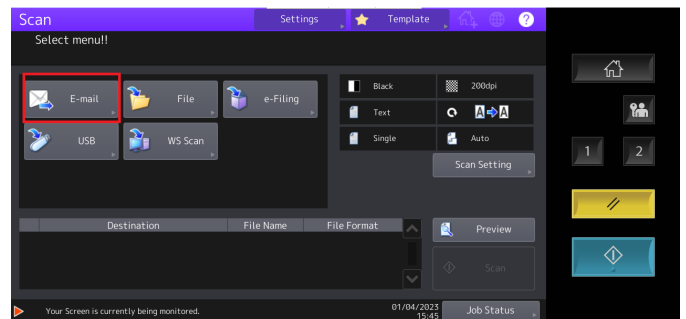 Scan
Settings
Template
?
Select menu!!
E-mail
File
e-Filing
USB
WS Scan
Black
200dpi
Text
A A
Single
Auto
Scan Setting
Destination
File Name
File Format
Preview
Scan
Your Screen is currently being monitored.
01/04/2023
15:45
Job Status
1
2